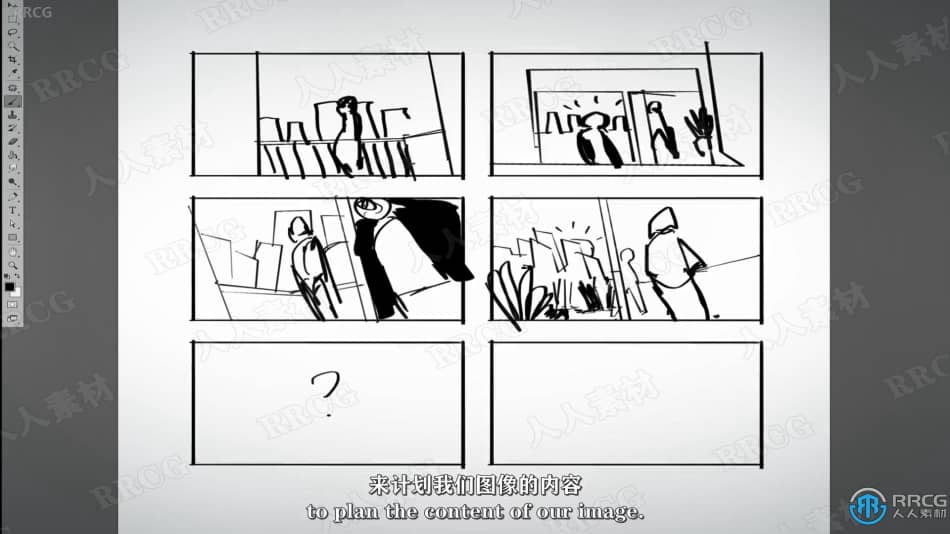 RRCG
?
来计划我们图像的内容
to plan the content of our image.
RRCG
人人素材